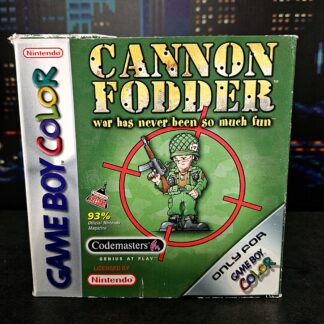 Nintendo
GAME BOY COLOR
CANNON
FODDER
war has never been so much fun
93%
Official Nintendo
Magazine
Codemasters
GENIUS AT PLAY
LICENSED BY
Nintendo
ONLY FOR
GAME BOY
COLOR